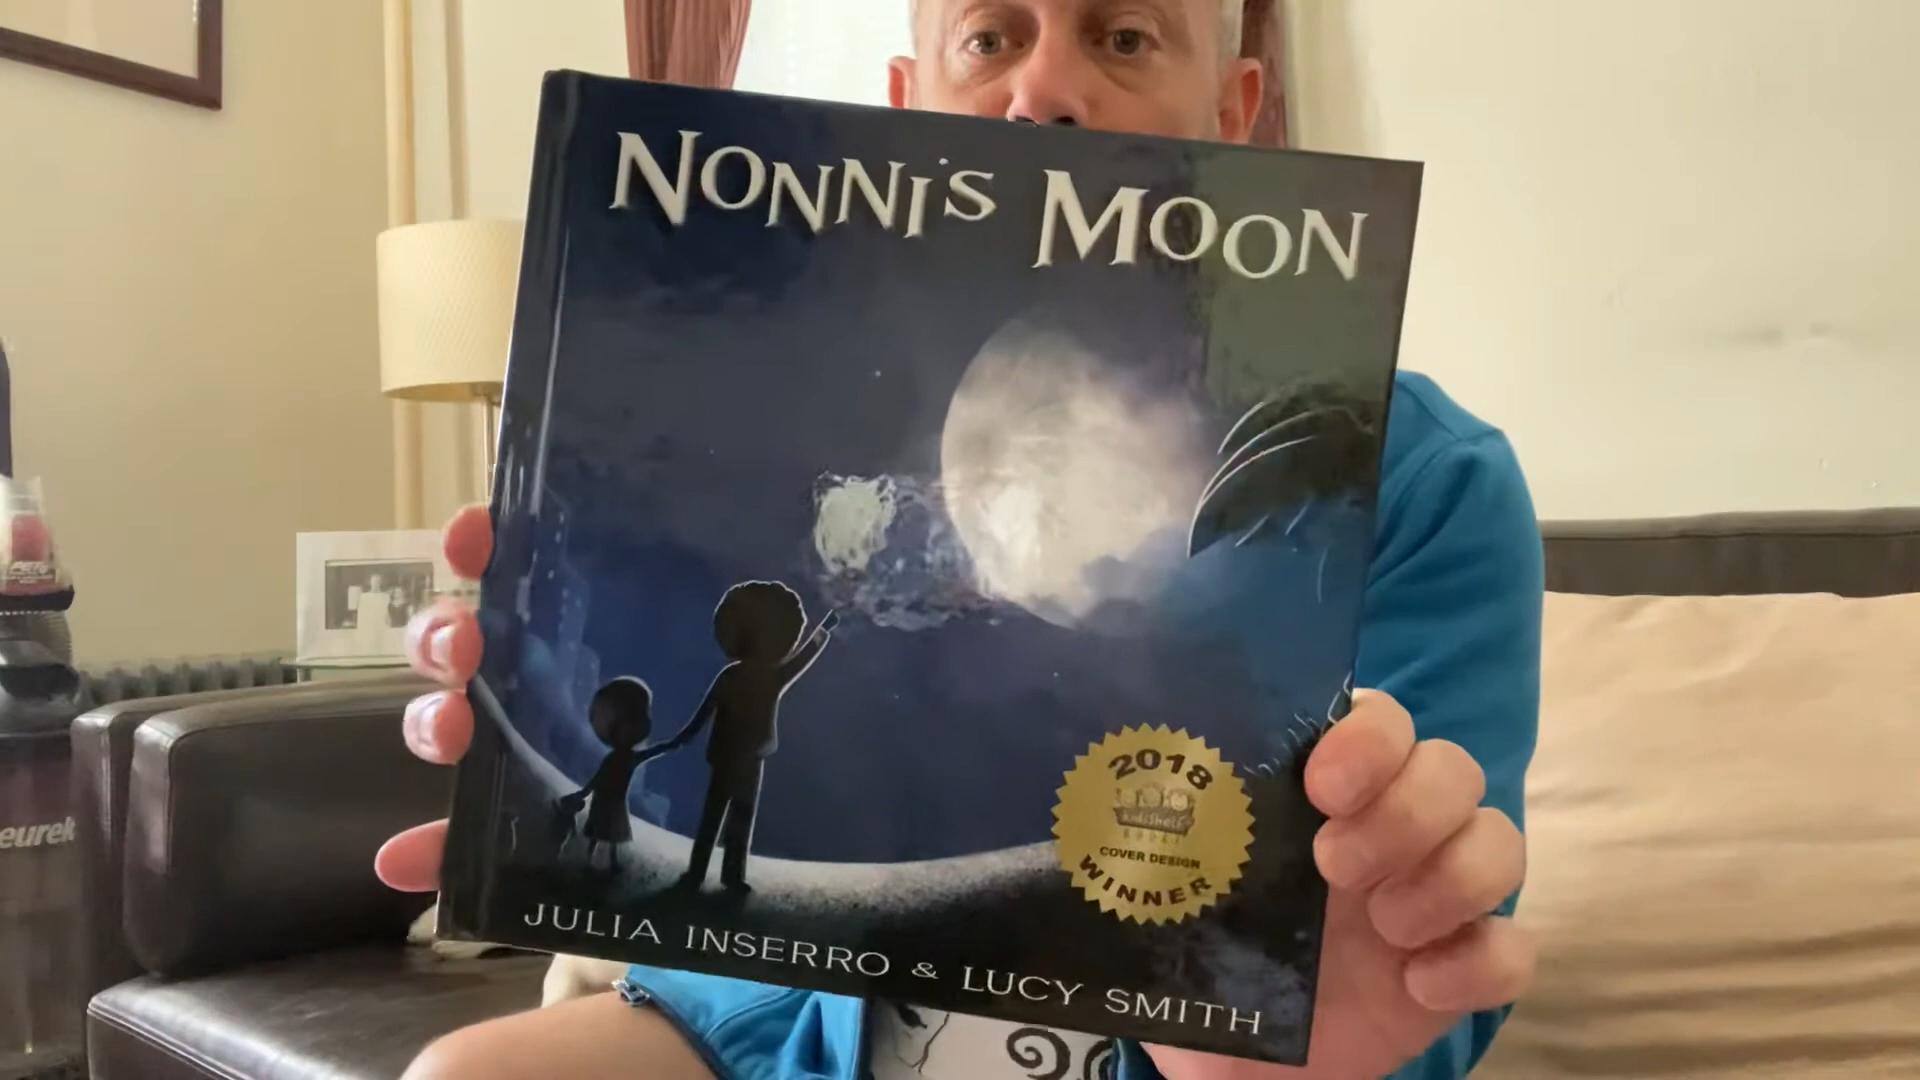 NONNI'S MOON
2018
COVER DESIGN
WINNER
JULIA INSERRO & LUCY SMITH
eurek